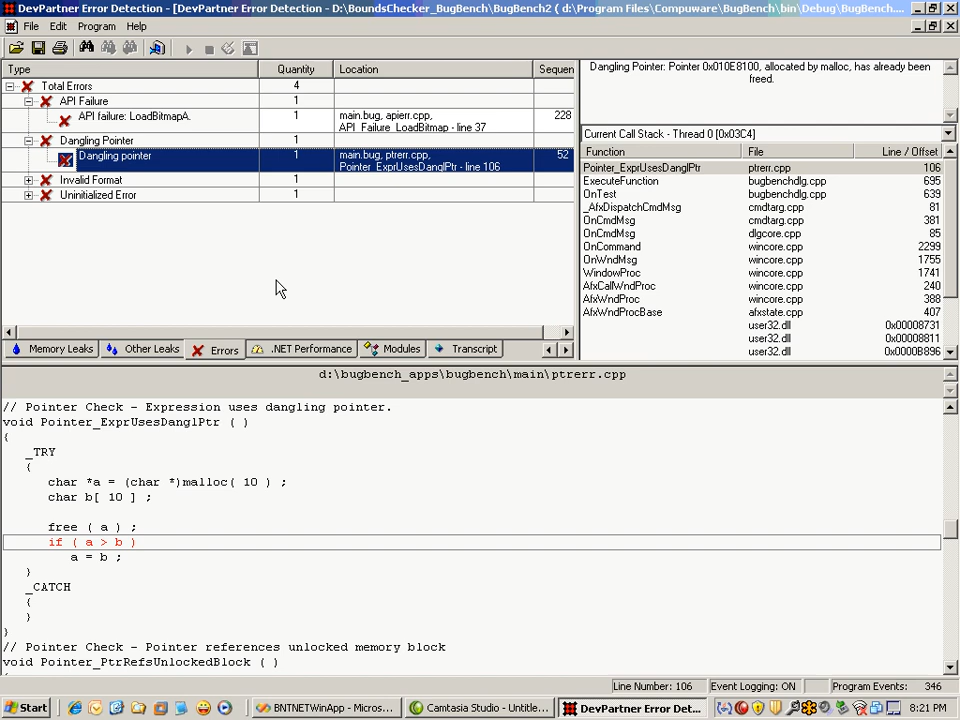 DevPartner Error Detection - [DevPartner Error Detection - D:\BoundsChecker_BugBench\BugBench2 ( d:\Program Files\Compuware\BugBench\bin\Debug\BugBench....
File Edit Program Help
Type Quantity Location Sequen
Total Errors 4
API Failure 1
API failure: LoadBitmapA. 1 main.bug, apierr.cpp, 228
API_Failure_LoadBitmap - line 37
Dangling Pointer 1
Dangling pointer 1 main.bug, ptrerr.cpp, 52
Pointer_ExprUsesDanglPtr - line 106
Invalid Format 1
Uninitialized Error 1
Memory Leaks Other Leaks Errors .NET Performance Modules Transcript
Dangling Pointer: Pointer 0x010E8100, allocated by malloc, has already been
freed.
Current Call Stack - Thread 0 [0x03C4]
Function File Line / Offset
Pointer_ExprUsesDanglPtr ptrerr.cpp 106
ExecuteFunction bugbenchdlg.cpp 695
OnTest bugbenchdlg.cpp 639
_AfxDispatchCmdMsg cmdtarg.cpp 81
OnCmdMsg cmdtarg.cpp 381
OnCmdMsg dlgcore.cpp 85
OnCommand wincore.cpp 2299
OnWndMsg wincore.cpp 1755
WindowProc wincore.cpp 1741
AfxCallWndProc wincore.cpp 240
AfxWndProc wincore.cpp 388
AfxWndProcBase afxstate.cpp 407
user32.dll 0x00008731
user32.dll 0x00008811
user32.dll 0x0000B896
d:\bugbench_apps\bugbench\main\ptrerr.cpp
// Pointer Check - Expression uses dangling pointer.
void Pointer_ExprUsesDanglPtr ( )
{
_TRY
{
char *a = (char *)malloc( 10 ) ;
char b[ 10 ] ;
free ( a ) ;
if ( a > b )
a = b ;
}
_CATCH
{
}
}
// Pointer Check - Pointer references unlocked memory block
void Pointer_PtrRefsUnlockedBlock ( )
Line Number: 106 Event Logging: ON Program Events: 346
Start BNTNETWinApp - Micros... Camtasia Studio - Untitle... DevPartner Error Det... 8:21 PM